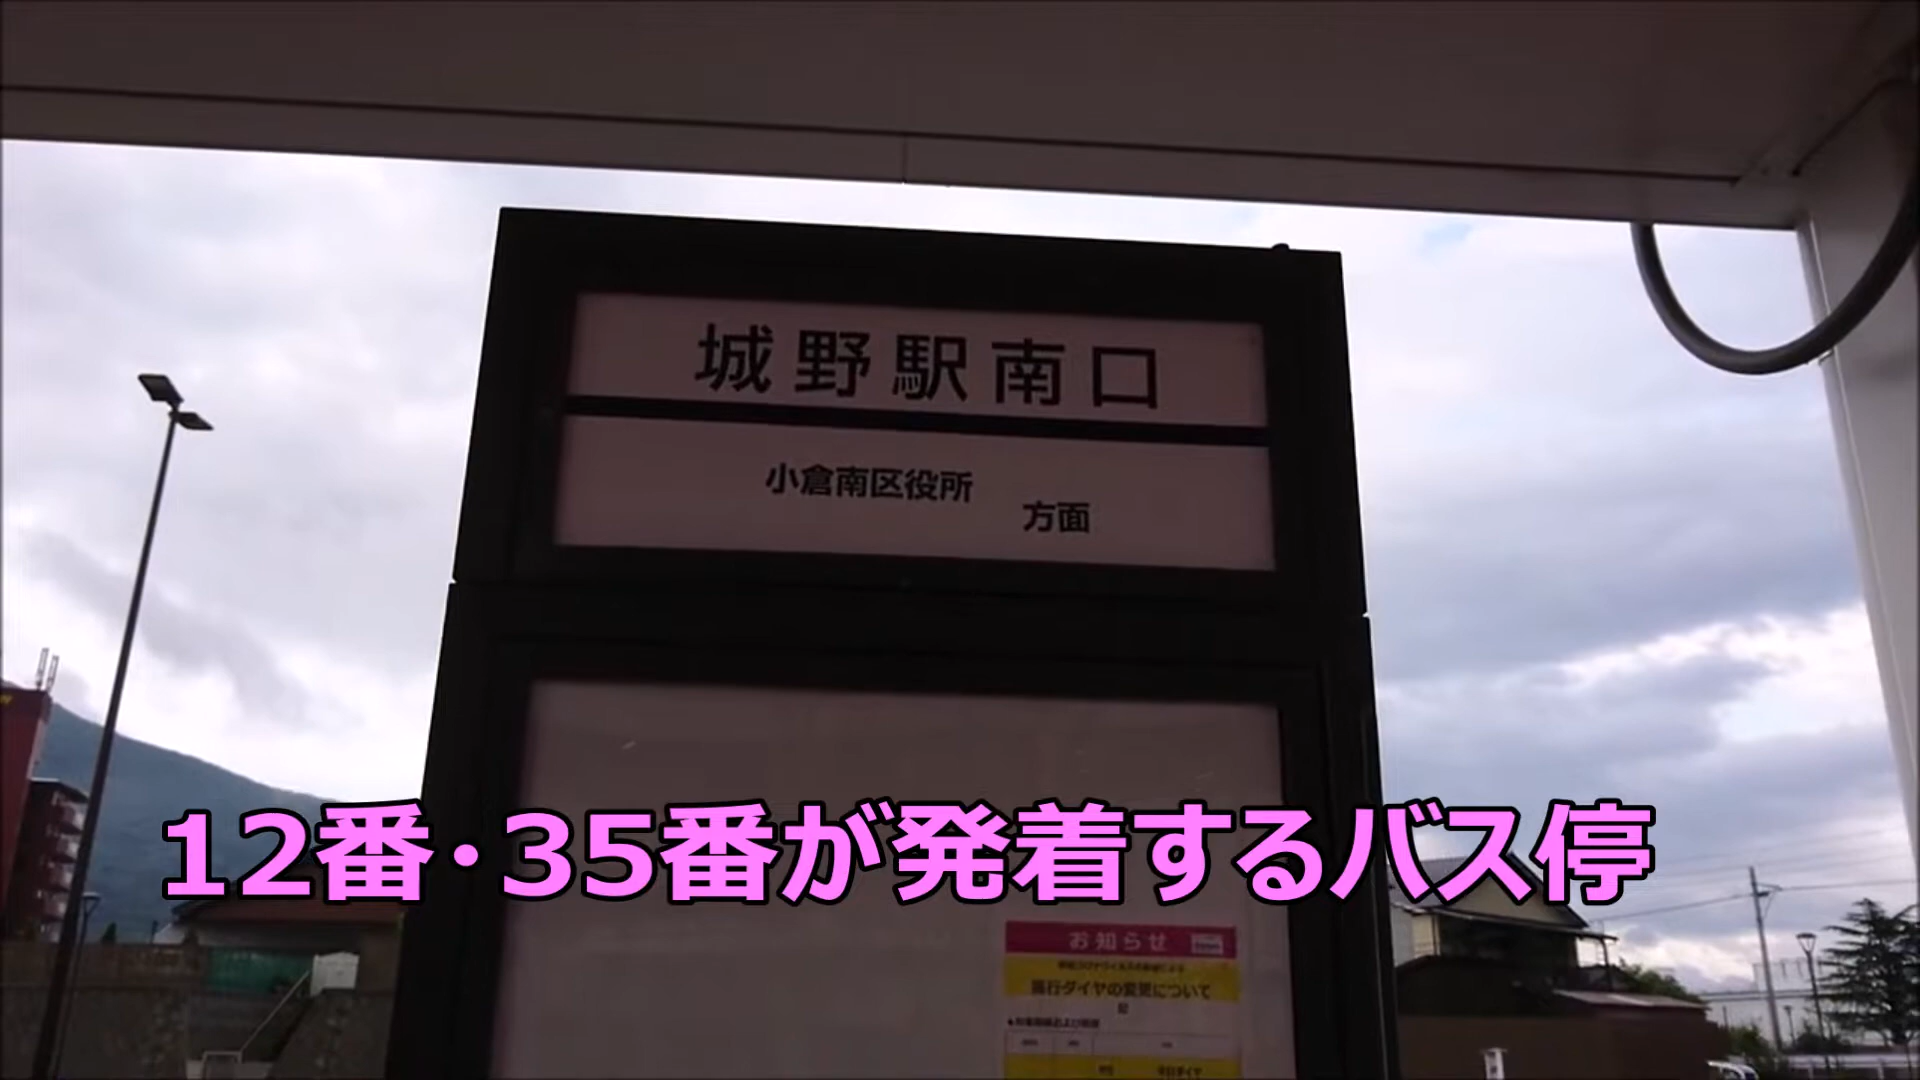 城野駅南口
小倉南区役所
方面
12番・35番が発着するバス停
お知らせ
運行ダイヤの変更について
記